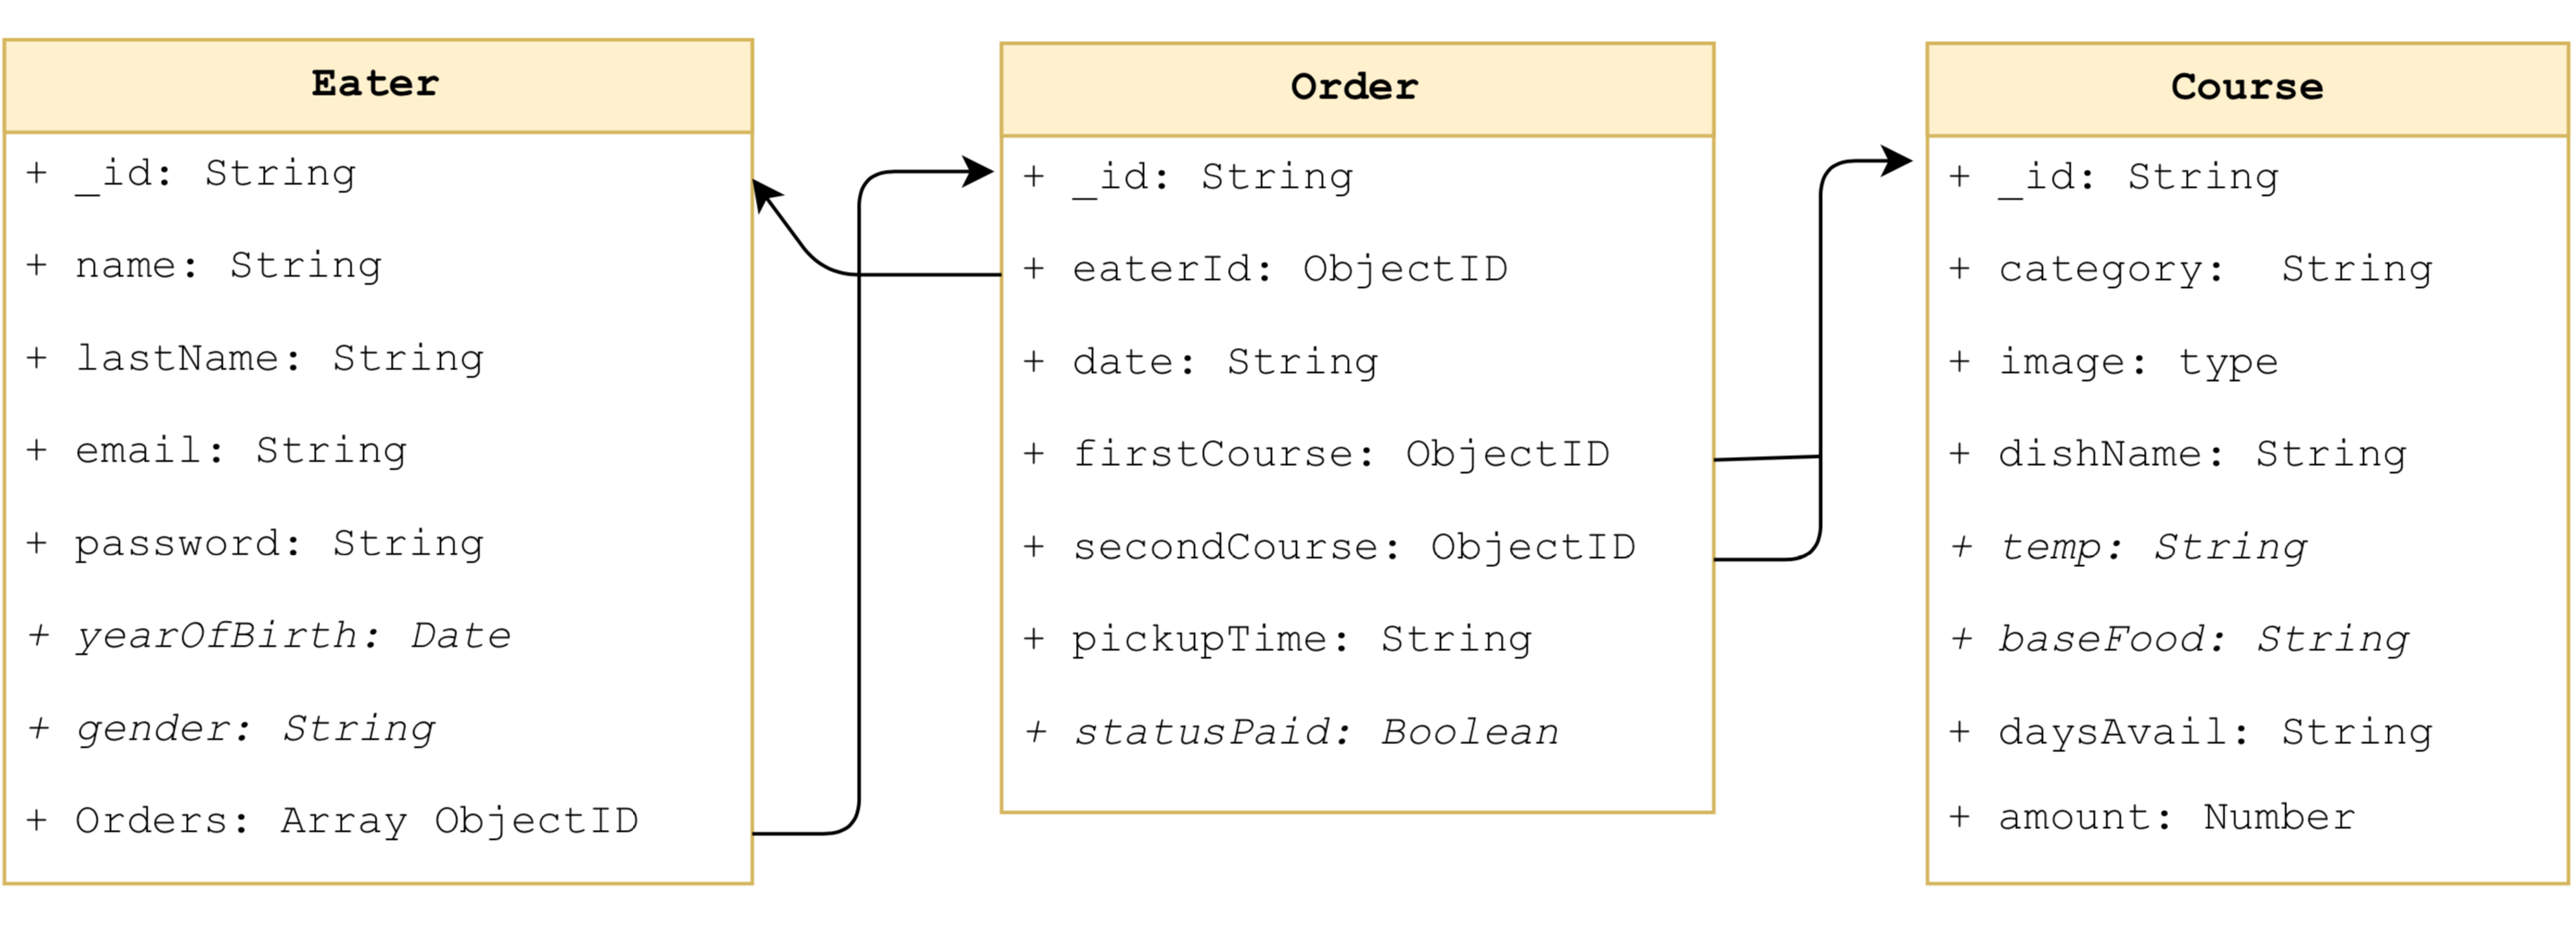 Eater
+ _id: String
+ name: String
+ lastName: String
+ email: String
+ password: String
+ yearOfBirth: Date
+ gender: String
+ Orders: Array ObjectID
Order
+ _id: String
+ eaterId: ObjectID
+ date: String
+ firstCourse: ObjectID
+ secondCourse: ObjectID
+ pickupTime: String
+ statusPaid: Boolean
Course
+ _id: String
+ category:  String
+ image: type
+ dishName: String
+ temp: String
+ baseFood: String
+ daysAvail: String
+ amount: Number